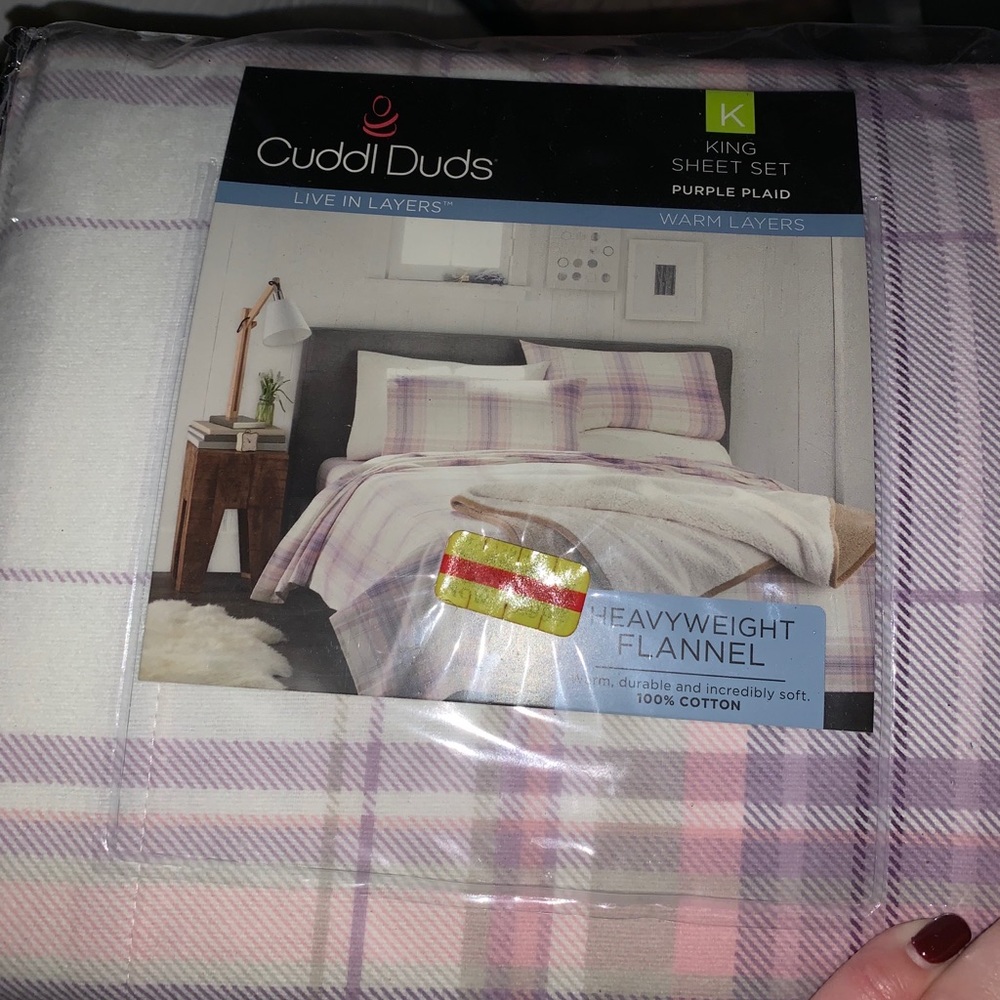 Cuddl Duds
LIVE IN LAYERS™
K
KING
SHEET SET
PURPLE PLAID
WARM LAYERS
HEAVYWEIGHT
FLANNEL
Warm, durable and incredibly soft.
100% COTTON